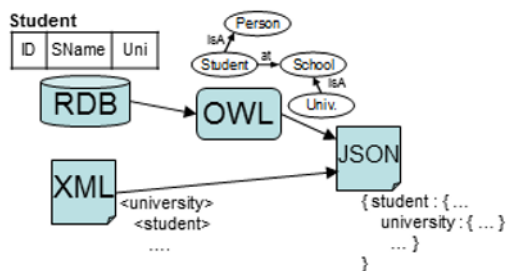 Student
ID SName Uni
Person
IsA
Student
at
School
IsA
Univ.
RDB
OWL
JSON
XML
<university>
<student>
....
{ student : { ...
university : { ... }
... }
}